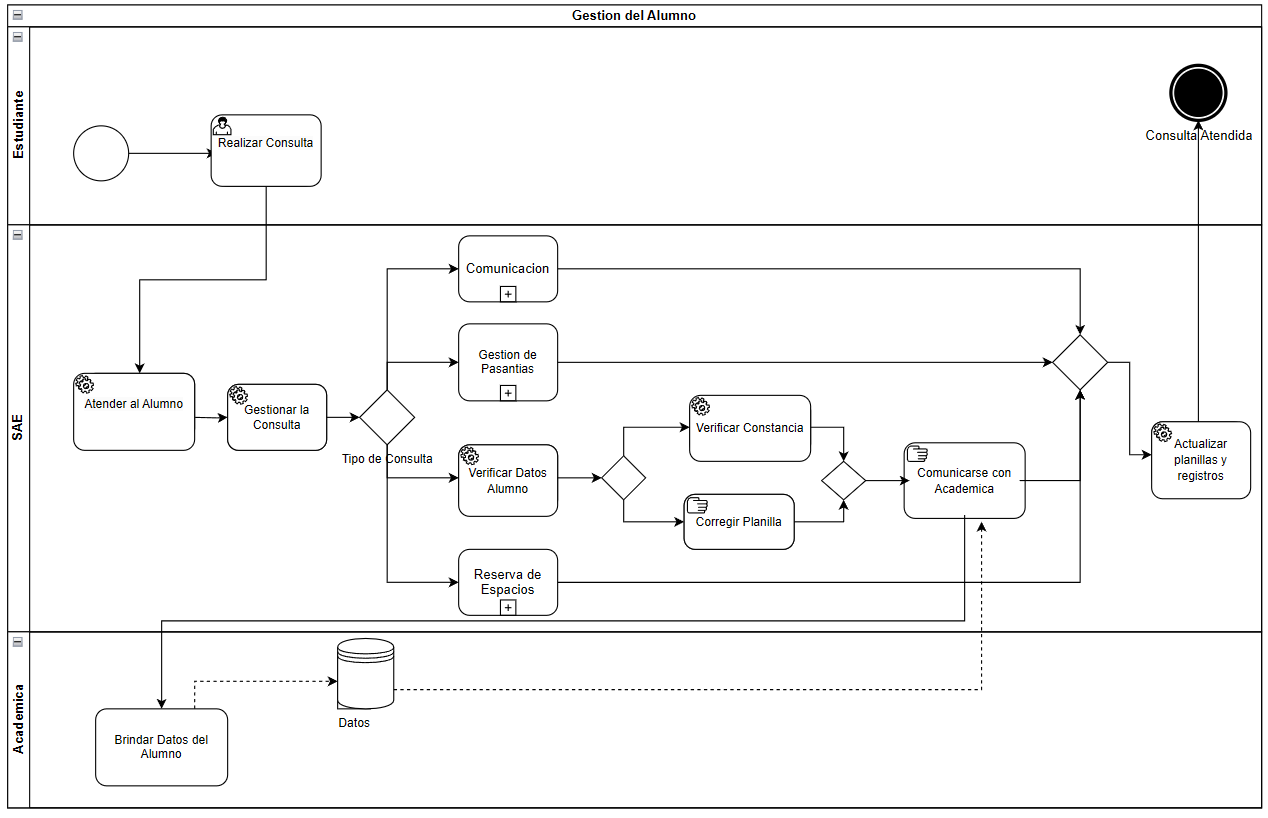 Gestion del Alumno
Estudiante
Realizar Consulta
Consulta Atendida
SAE
Comunicacion
Gestion de
Pasantias
Atender al Alumno
Gestionar la
Consulta
Tipo de Consulta
Verificar Datos
Alumno
Verificar Constancia
Corregir Planilla
Comunicarse con
Academica
Actualizar
planillas y
registros
Reserva de
Espacios
Academica
Datos
Brindar Datos del
Alumno